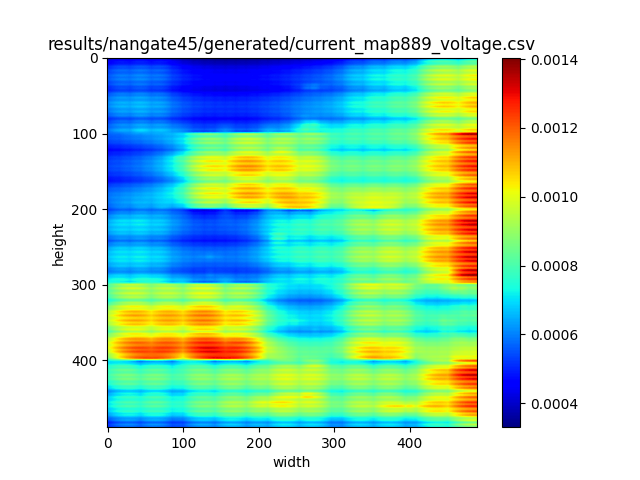 results/nangate45/generated/current_map889_voltage.csv
0
100
200
300
400
height
0 100 200 300 400
width
0.0014
0.0012
0.0010
0.0008
0.0006
0.0004